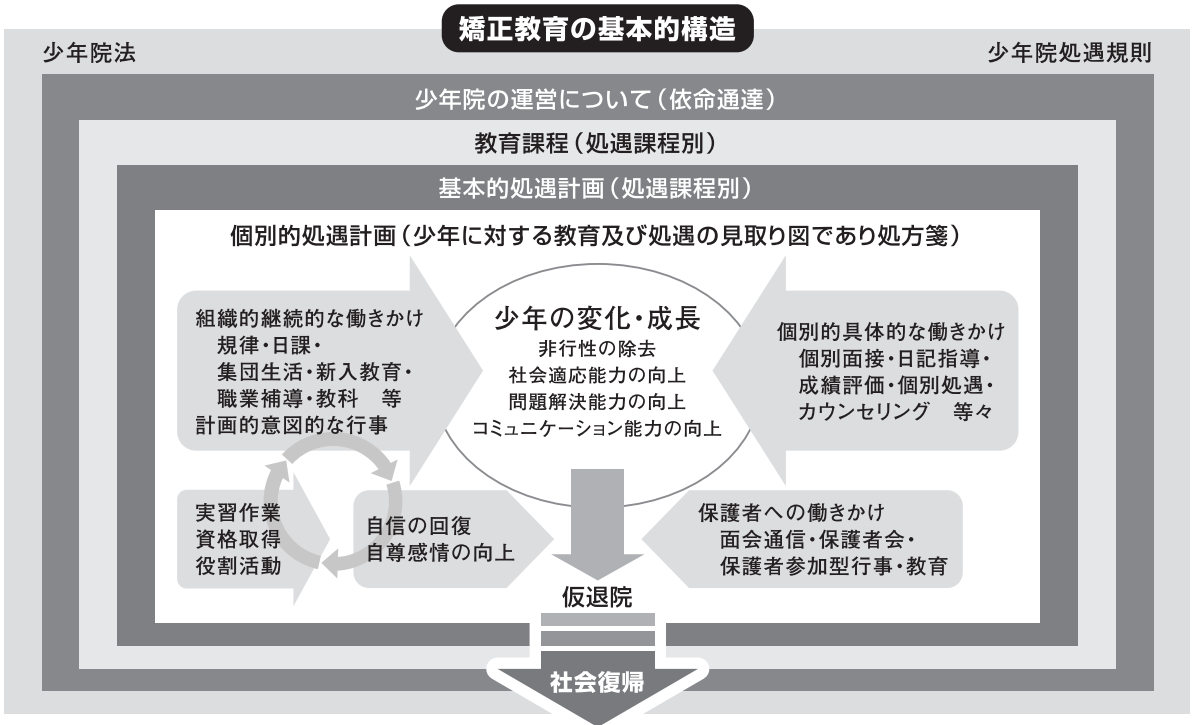 矯正教育の基本的構造
少年院法
少年院処遇規則
少年院の運営について（依命通達）
教育課程（処遇課程別）
基本的処遇計画（処遇課程別）
個別的処遇計画（少年に対する教育及び処遇の見取り図であり処方箋）
組織的継続的な働きかけ
規律・日課・
集団生活・新入教育・
職業補導・教科　等
計画的意図的な行事
少年の変化・成長
非行性の除去
社会適応能力の向上
問題解決能力の向上
コミュニケーション能力の向上
個別的具体的な働きかけ
個別面接・日記指導・
成績評価・個別処遇・
カウンセリング　等々
実習作業
資格取得
役割活動
自信の回復
自尊感情の向上
保護者への働きかけ
面会通信・保護者会・
保護者参加型行事・教育
仮退院
社会復帰